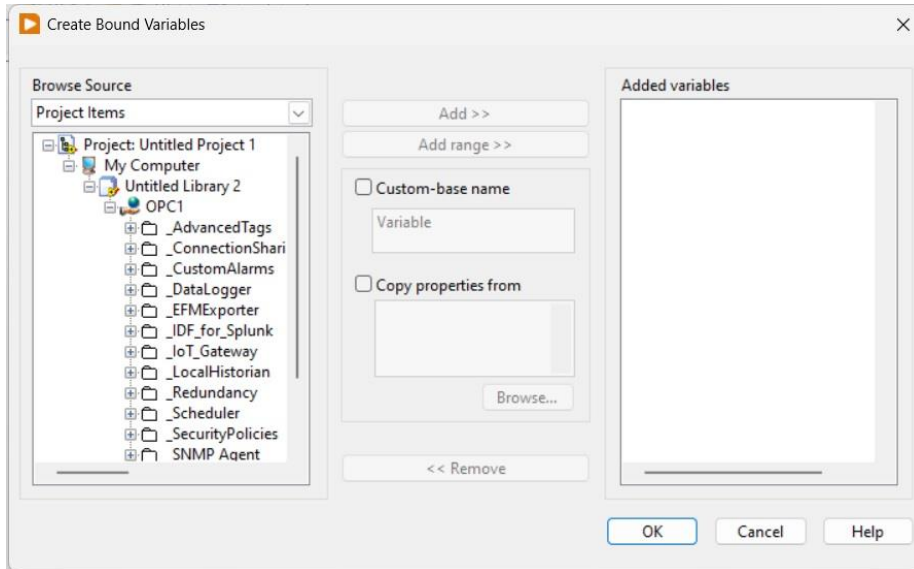 Create Bound Variables
Browse Source
Project Items
Project: Untitled Project 1
My Computer
Untitled Library 2
OPC1
_AdvancedTags
_ConnectionShari
_CustomAlarms
_DataLogger
_EFMExporter
_IDF_for_Splunk
_IoT_Gateway
_LocalHistorian
_Redundancy
_Scheduler
_SecurityPolicies
SNMP Agent
Add >>
Add range >>
Custom-base name
Variable
Copy properties from
Browse...
<< Remove
Added variables
OK
Cancel
Help